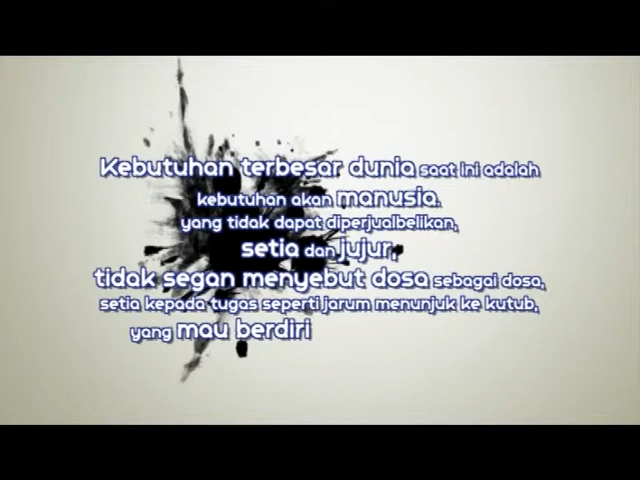 Kebutuhan terbesar dunia saat ini adalah
kebutuhan akan manusia.
yang tidak dapat diperjualbelikan,
setia dan jujur,
tidak segan menyebut dosa sebagai dosa,
setia kepada tugas seperti jarum menunjuk ke kutub,
yang mau berdiri